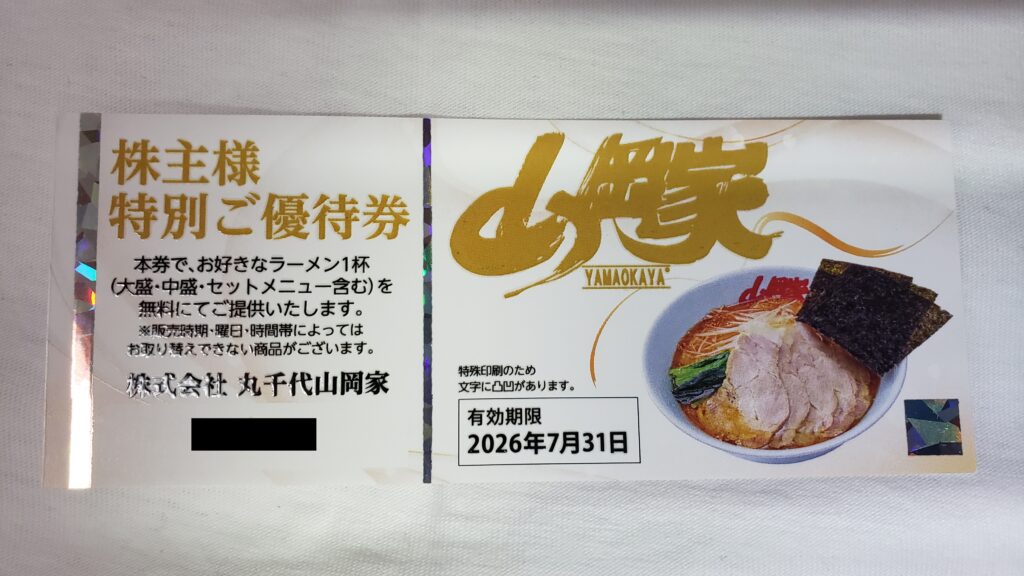 株主様
特別ご優待券
本券で、お好きなラーメン1杯
(大盛・中盛・セットメニュー含む)を
無料にてご提供いたします。
※販売時期・曜日・時間帯によっては
お取り替えできない商品がございます。
株式会社 丸千代山岡家
山岡家
YAMAOKAYA®
山岡家
特殊印刷のため
文字に凸凹があります。
有効期限
2026年7月31日